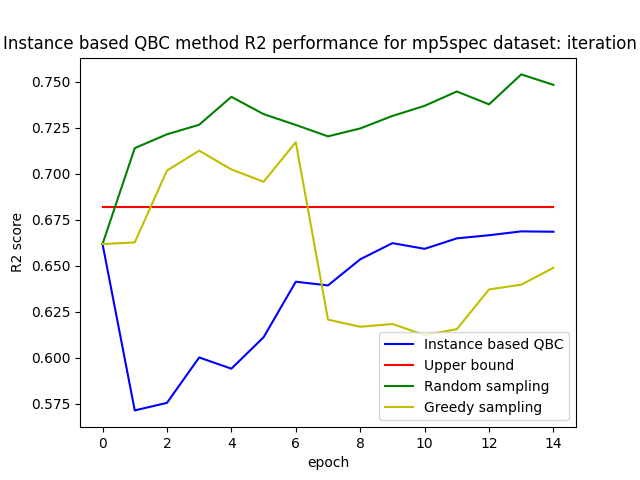 Instance based QBC method R2 performance for mp5spec dataset: iteration
0.750
0.725
0.700
0.675
0.650
0.625
0.600
0.575
R2 score
0 2 4 6 8 10 12 14
epoch
Instance based QBC
Upper bound
Random sampling
Greedy sampling